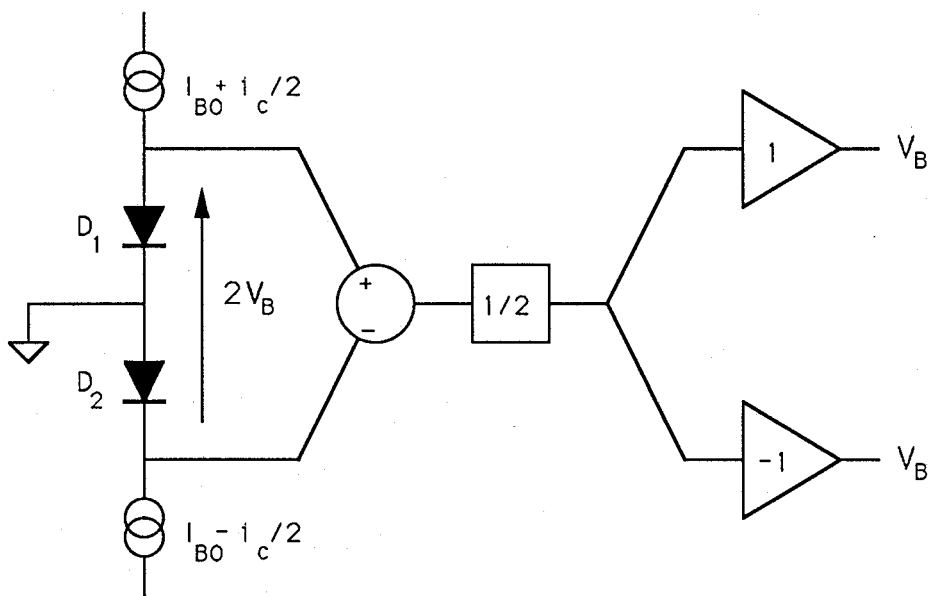 I_BO + i_c/2
D_1
2V_B
+
-
1/2
1
V_B
D_2
-1
V_B
I_BO - i_c/2